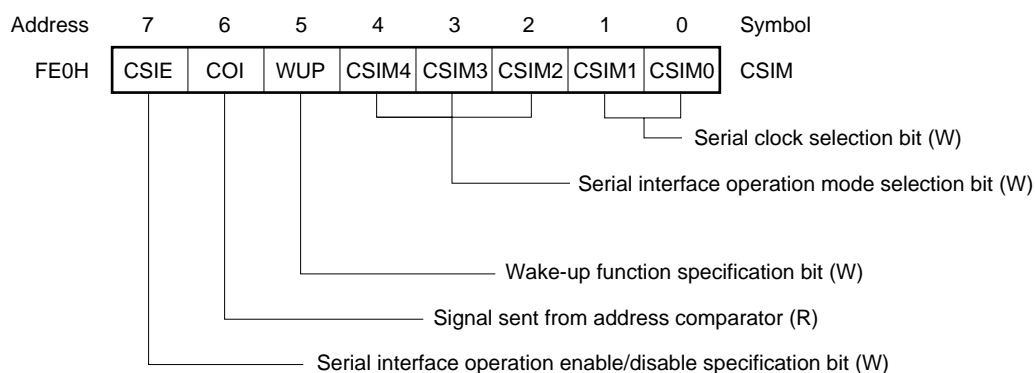 Address 7 6 5 4 3 2 1 0 Symbol
FE0H CSIE COI WUP CSIM4 CSIM3 CSIM2 CSIM1 CSIM0 CSIM
Serial clock selection bit (W)
Serial interface operation mode selection bit (W)
Wake-up function specification bit (W)
Signal sent from address comparator (R)
Serial interface operation enable/disable specification bit (W)